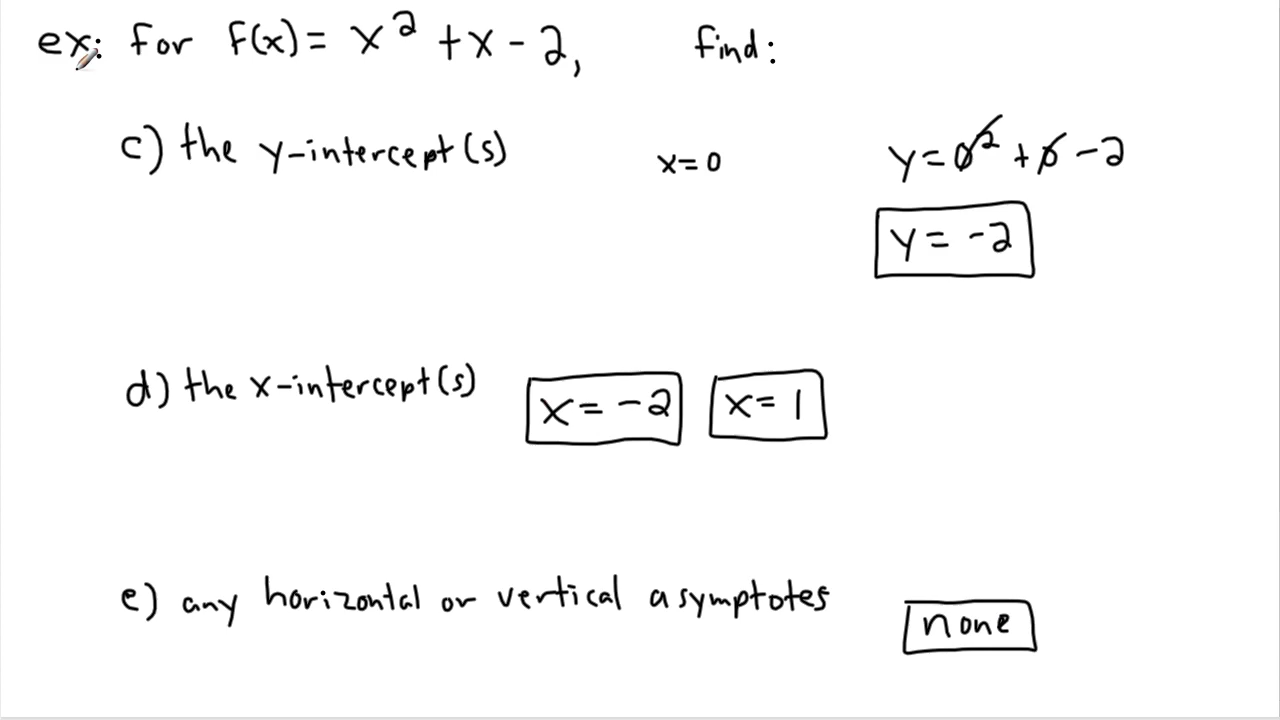 ex: for f(x) = x² + x - 2, find:
c) the y-intercept(s) x=0 y = 0² + 0 - 2
y = -2
d) the x-intercept(s) x = -2 x = 1
e) any horizontal or vertical asymptotes none